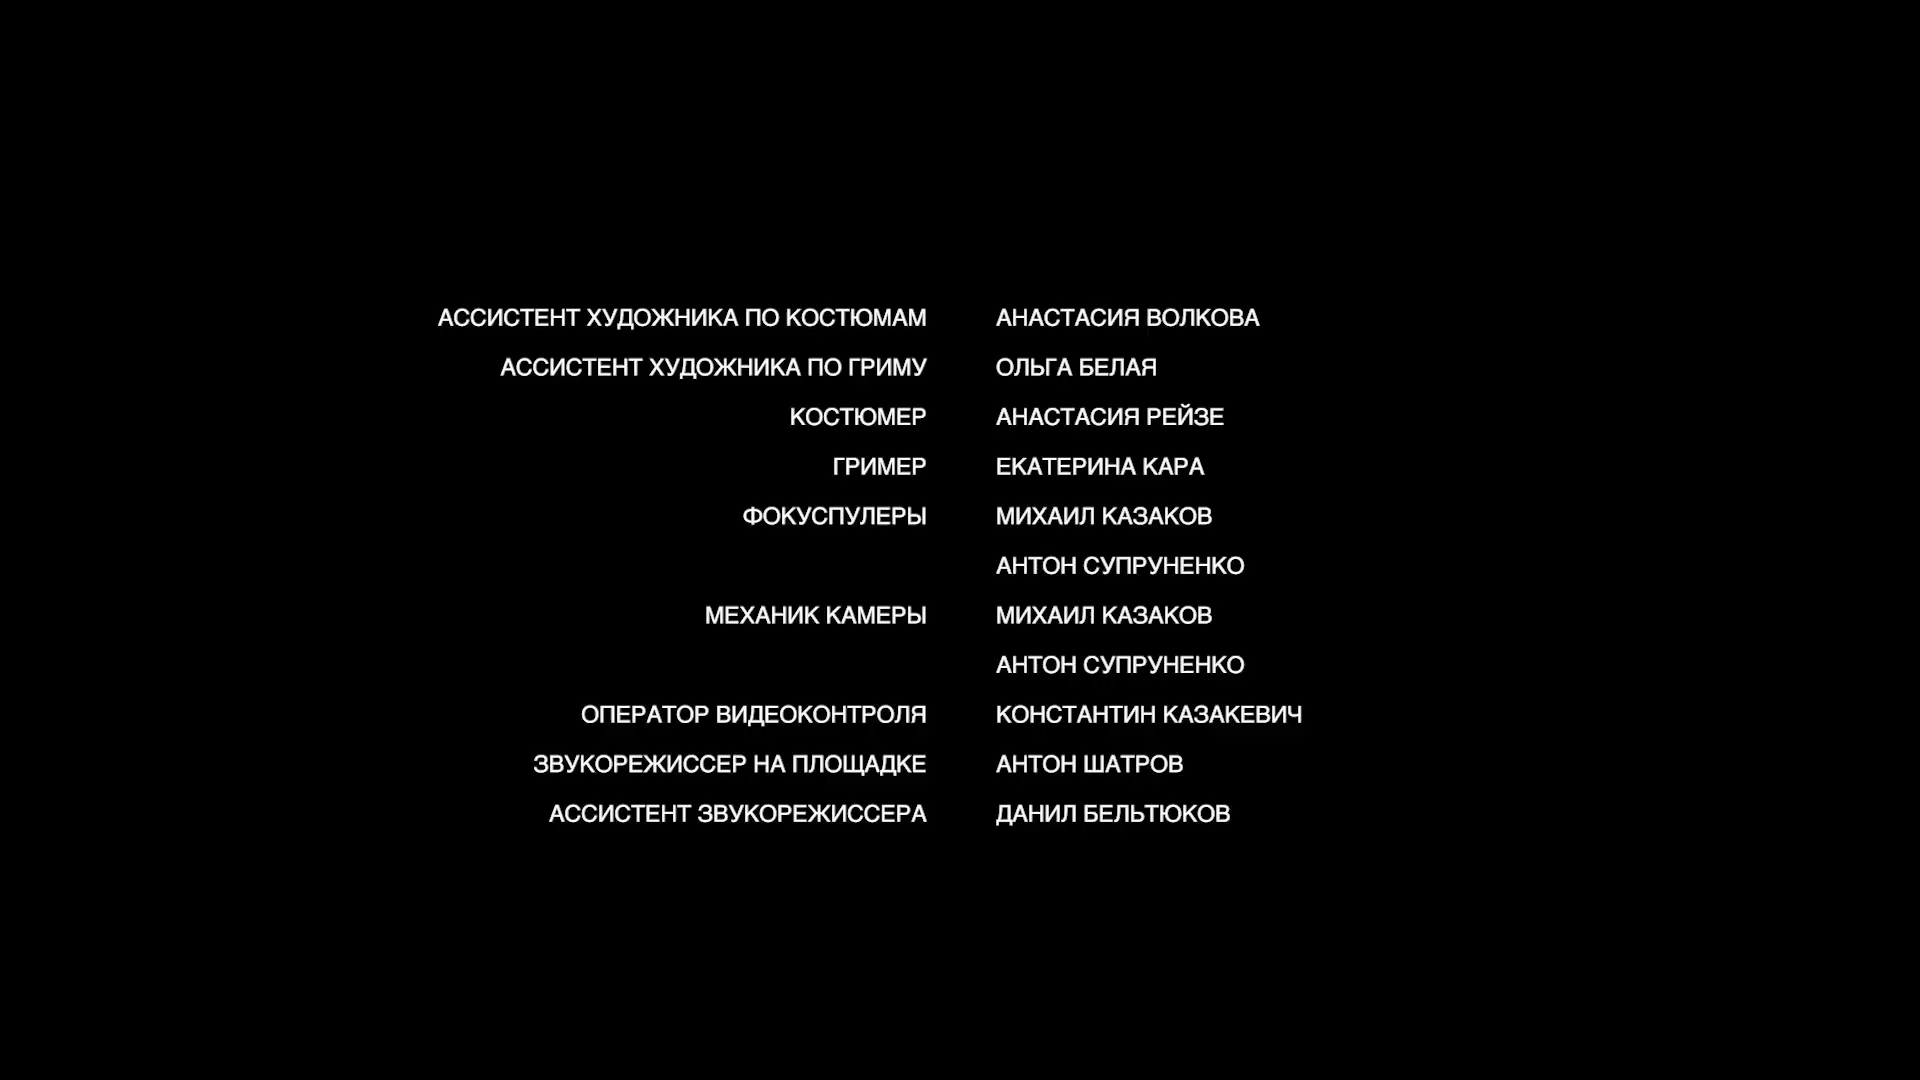 АССИСТЕНТ ХУДОЖНИКА ПО КОСТЮМАМ АНАСТАСИЯ ВОЛКОВА
АССИСТЕНТ ХУДОЖНИКА ПО ГРИМУ ОЛЬГА БЕЛАЯ
КОСТЮМЕР АНАСТАСИЯ РЕЙЗЕ
ГРИМЕР ЕКАТЕРИНА КАРА
ФОКУСПУЛЕРЫ МИХАИЛ КАЗАКОВ
АНТОН СУПРУНЕНКО
МЕХАНИК КАМЕРЫ МИХАИЛ КАЗАКОВ
АНТОН СУПРУНЕНКО
ОПЕРАТОР ВИДЕОКОНТРОЛЯ КОНСТАНТИН КАЗАКЕВИЧ
ЗВУКОРЕЖИССЕР НА ПЛОЩАДКЕ АНТОН ШАТРОВ
АССИСТЕНТ ЗВУКОРЕЖИССЕРА ДАНИЛ БЕЛЬТЮКОВ